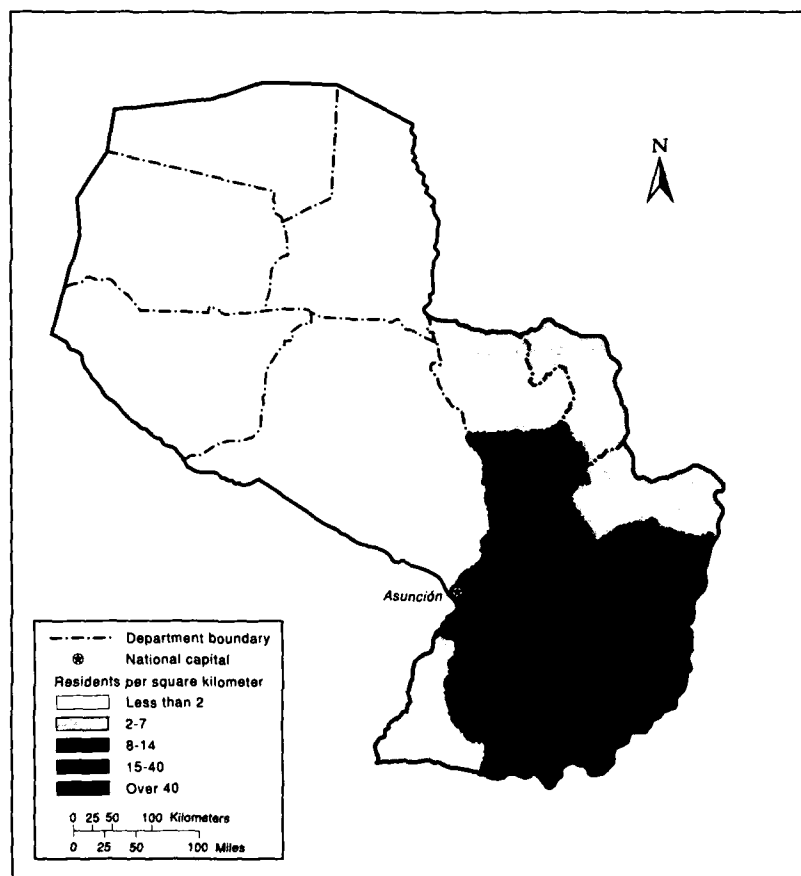 N
Asunción
Department boundary
National capital
Residents per square kilometer
Less than 2
2-7
8-14
15-40
Over 40
0 25 50 100 Kilometers
0 25 50 100 Miles